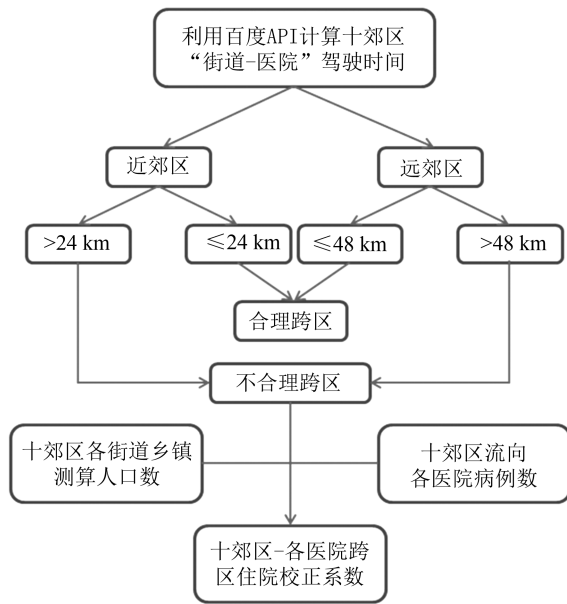 利用百度API计算十郊区
“街道-医院”驾驶时间
近郊区
远郊区
>24 km
≤24 km
≤48 km
>48 km
合理跨区
不合理跨区
十郊区各街道乡镇
测算人口数
十郊区流向
各医院病例数
十郊区-各医院跨
区住院校正系数